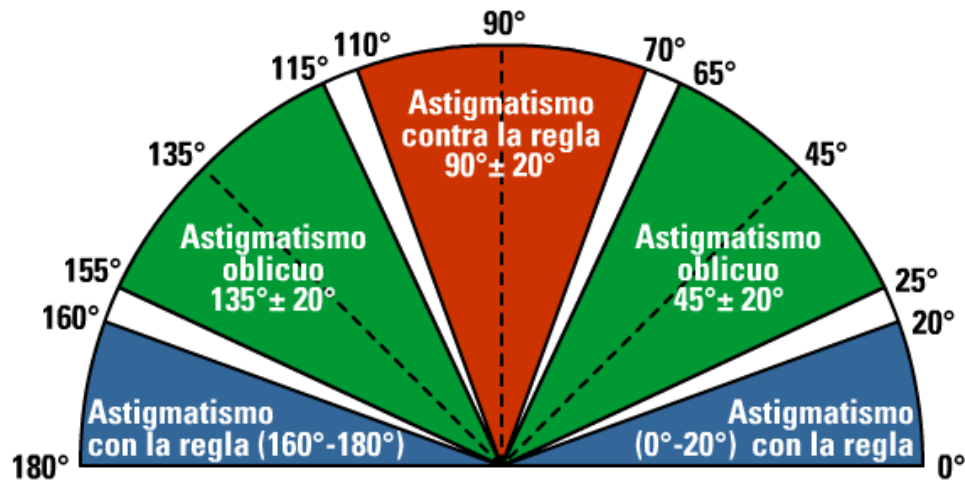 90°
110°
70°
115°
65°
Astigmatismo
contra la regla
90°± 20°
135°
45°
Astigmatismo
oblicuo
135°± 20°
Astigmatismo
oblicuo
45°± 20°
155°
25°
160°
20°
Astigmatismo
con la regla (160°-180°)
Astigmatismo
(0°-20°) con la regla
180°
0°